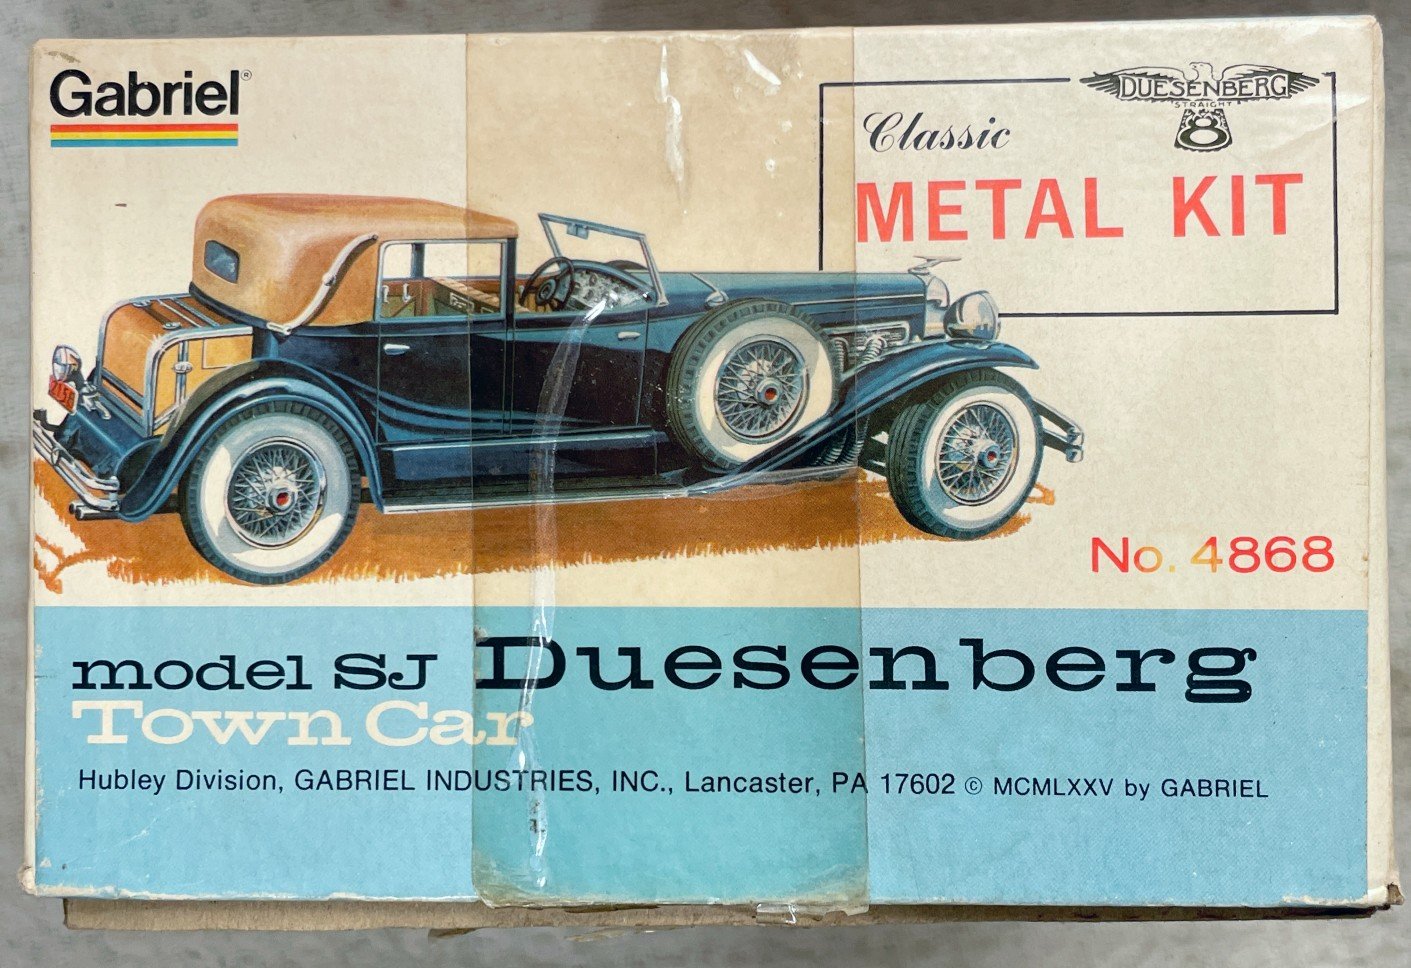 Gabriel®
DUESENBERG
STRAIGHT
8
Classic
METAL KIT
No. 4868
model SJ Duesenberg
Town Car
Hubley Division, GABRIEL INDUSTRIES, INC., Lancaster, PA 17602 © MCMLXXV by GABRIEL